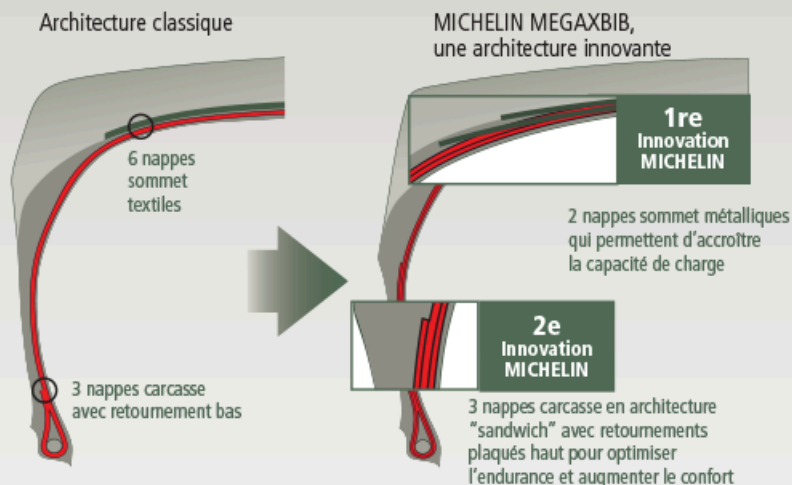 Architecture classique
6 nappes
sommet
textiles
3 nappes carcasse
avec retournement bas
MICHELIN MEGAXBIB,
une architecture innovante
1re
Innovation
MICHELIN
2 nappes sommet métalliques
qui permettent d'accroître
la capacité de charge
2e
Innovation
MICHELIN
3 nappes carcasse en architecture
"sandwich" avec retournements
plaqués haut pour optimiser
l'endurance et augmenter le confort